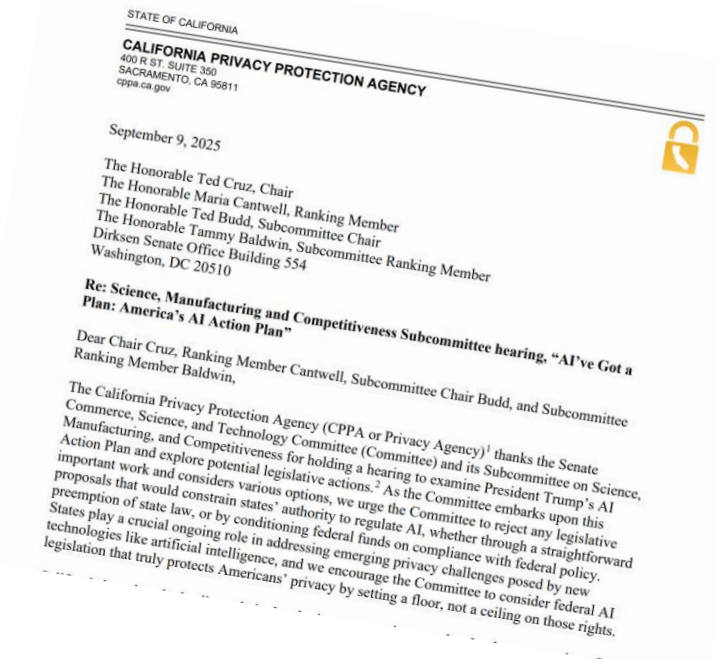 STATE OF CALIFORNIA
CALIFORNIA PRIVACY PROTECTION AGENCY
400 R ST. SUITE 350
SACRAMENTO, CA 95811
cppa.ca.gov
September 9, 2025
The Honorable Ted Cruz, Chair
The Honorable Maria Cantwell, Ranking Member
The Honorable Ted Budd, Subcommittee Chair
The Honorable Tammy Baldwin, Subcommittee Ranking Member
Dirksen Senate Office Building 554
Washington, DC 20510
Re: Science, Manufacturing and Competitiveness Subcommittee hearing, “AI’ve Got a
Plan: America’s AI Action Plan”
Dear Chair Cruz, Ranking Member Cantwell, Subcommittee Chair Budd, and Subcommittee
Ranking Member Baldwin,
The California Privacy Protection Agency (CPPA or Privacy Agency)¹ thanks the Senate
Commerce, Science, and Technology Committee (Committee) and its Subcommittee on Science,
Manufacturing, and Competitiveness for holding a hearing to examine President Trump’s AI
Action Plan and explore potential legislative actions.² As the Committee embarks upon this
important work and considers various options, we urge the Committee to reject any legislative
proposals that would constrain states’ authority to regulate AI, whether through a straightforward
preemption of state law, or by conditioning federal funds on compliance with federal policy.
States play a crucial ongoing role in addressing emerging privacy challenges posed by new
technologies like artificial intelligence, and we encourage the Committee to consider federal AI
legislation that truly protects Americans’ privacy by setting a floor, not a ceiling on those rights.